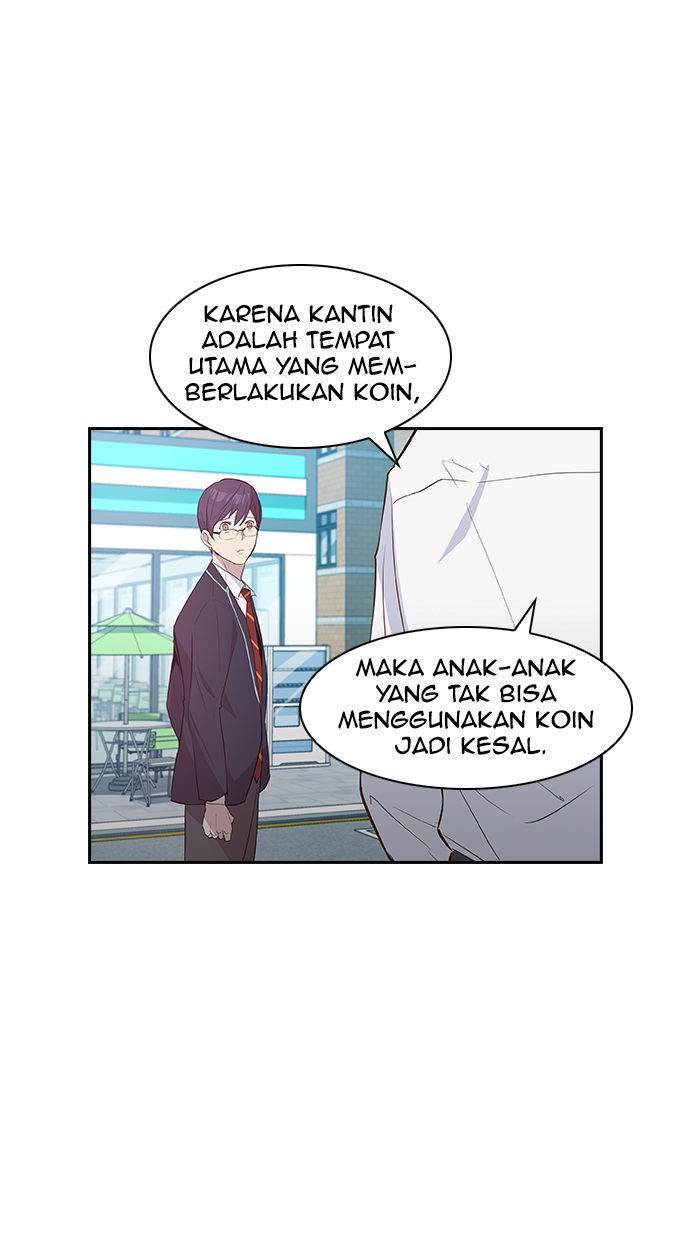 KARENA KANTIN
ADALAH TEMPAT
UTAMA YANG MEM-
BERLAKUKAN KOIN,
MAKA ANAK-ANAK
YANG TAK BISA
MENGGUNAKAN KOIN
JADI KESAL.